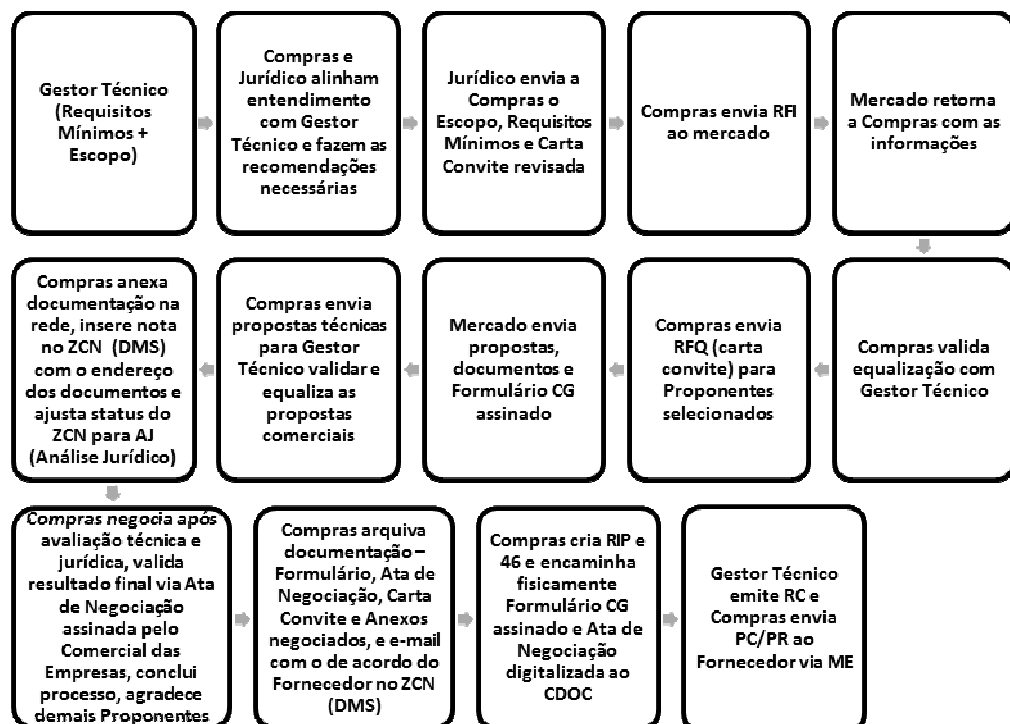 Gestor Técnico
(Requisitos
Mínimos +
Escopo)
Compras e
Jurídico alinham
entendimento
com Gestor
Técnico e fazem as
recomendações
necessárias
Jurídico envia a
Compras o
Escopo, Requisitos
Mínimos e Carta
Convite revisada
Compras envia RFI
ao mercado
Mercado retorna
a Compras com as
informações
Compras valida
equalização com
Gestor Técnico
Compras envia
RFQ (carta
convite) para
Proponentes
selecionados
Mercado envia
propostas,
documentos e
Formulário CG
assinado
Compras envia
propostas técnicas
para Gestor
Técnico validar e
equaliza as
propostas
comerciais
Compras anexa
documentação na
rede, insere nota
no ZCN (DMS)
com o endereço
dos documentos e
ajusta status do
ZCN para AJ
(Análise Jurídico)
Compras negocia após
avaliação técnica e
jurídica, valida
resultado final via Ata
de Negociação
assinada pelo
Comercial das
Empresas, conclui
processo, agradece
demais Proponentes
Compras arquiva
documentação –
Formulário, Ata de
Negociação, Carta
Convite e Anexos
negociados, e e-mail
com o de acordo do
Fornecedor no ZCN
(DMS)
Compras cria RIP e
46 e encaminha
fisicamente
Formulário CG
assinado e Ata de
Negociação
digitalizada ao
CDOC
Gestor Técnico
emite RC e
Compras envia
PC/PR ao
Fornecedor via ME